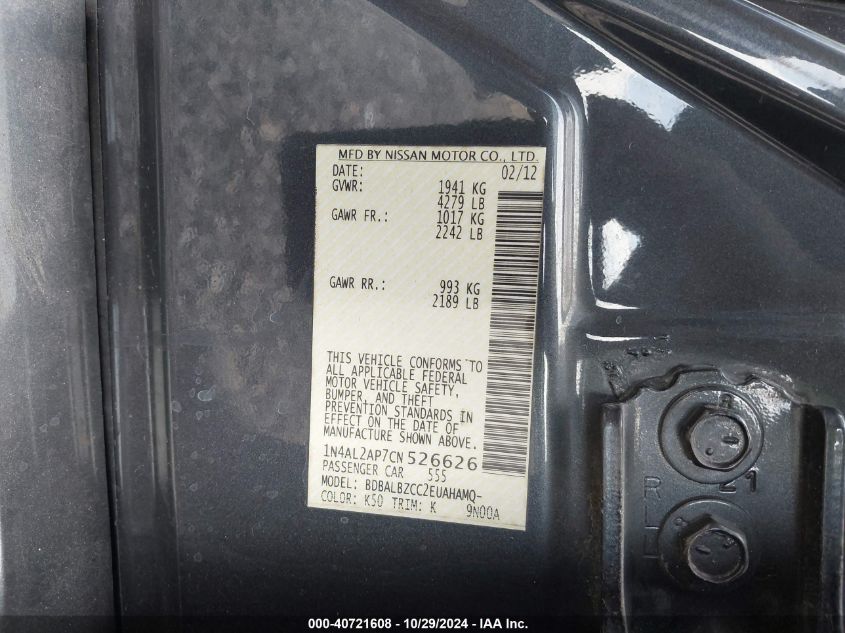 MFD BY NISSAN MOTOR CO., LTD.
DATE: 02/12
GVWR: 1941 KG
4279 LB
GAWR FR.: 1017 KG
2242 LB
GAWR RR.: 993 KG
2189 LB
THIS VEHICLE CONFORMS TO
ALL APPLICABLE FEDERAL
MOTOR VEHICLE SAFETY,
BUMPER, AND THEFT
PREVENTION STANDARDS IN
EFFECT ON THE DATE OF
MANUFACTURE SHOWN ABOVE.
1N4AL2AP7CN526626
PASSENGER CAR 555
MODEL: BDBALBZCC2EUAHAMQ-
COLOR: K50 TRIM: K 9N00A
21
000-40721608 - 10/29/2024 - IAA Inc.